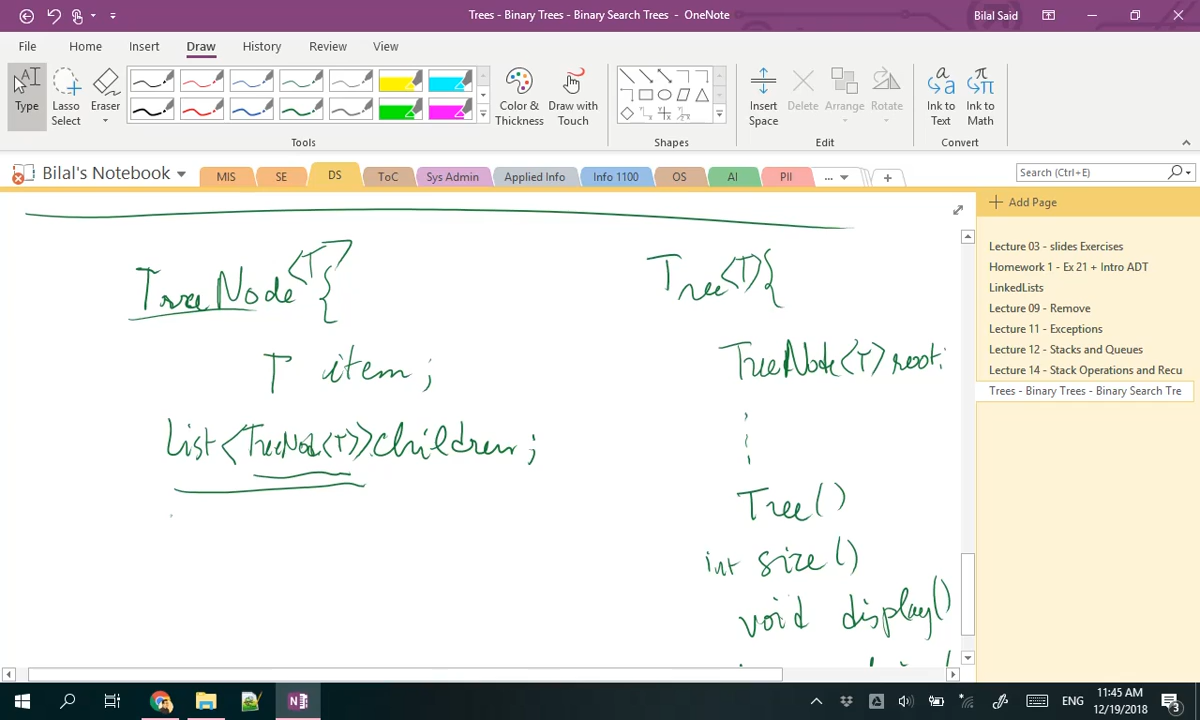 Trees - Binary Trees - Binary Search Trees - OneNote
Bilal Said
File Home Insert Draw History Review View
Type
Lasso Select
Eraser
Color & Thickness
Draw with Touch
Insert Space
Delete
Arrange
Rotate
Ink to Text
Ink to Math
Tools
Shapes
Edit
Convert
Bilal's Notebook
MIS SE DS ToC Sys Admin Applied Info Info 1100 OS AI PII ...
Search (Ctrl+E)
Add Page
Lecture 03 - slides Exercises
Homework 1 - Ex 21 + Intro ADT
LinkedLists
Lecture 09 - Remove
Lecture 11 - Exceptions
Lecture 12 - Stacks and Queues
Lecture 14 - Stack Operations and Recu
Trees - Binary Trees - Binary Search Tre
TreeNode<T>{
T item;
List<TreeNode<T>>children;
Tree<T>{
TreeNode<T> root;
Tree()
int size()
void display()
ENG
11:45 AM
12/19/2018
3